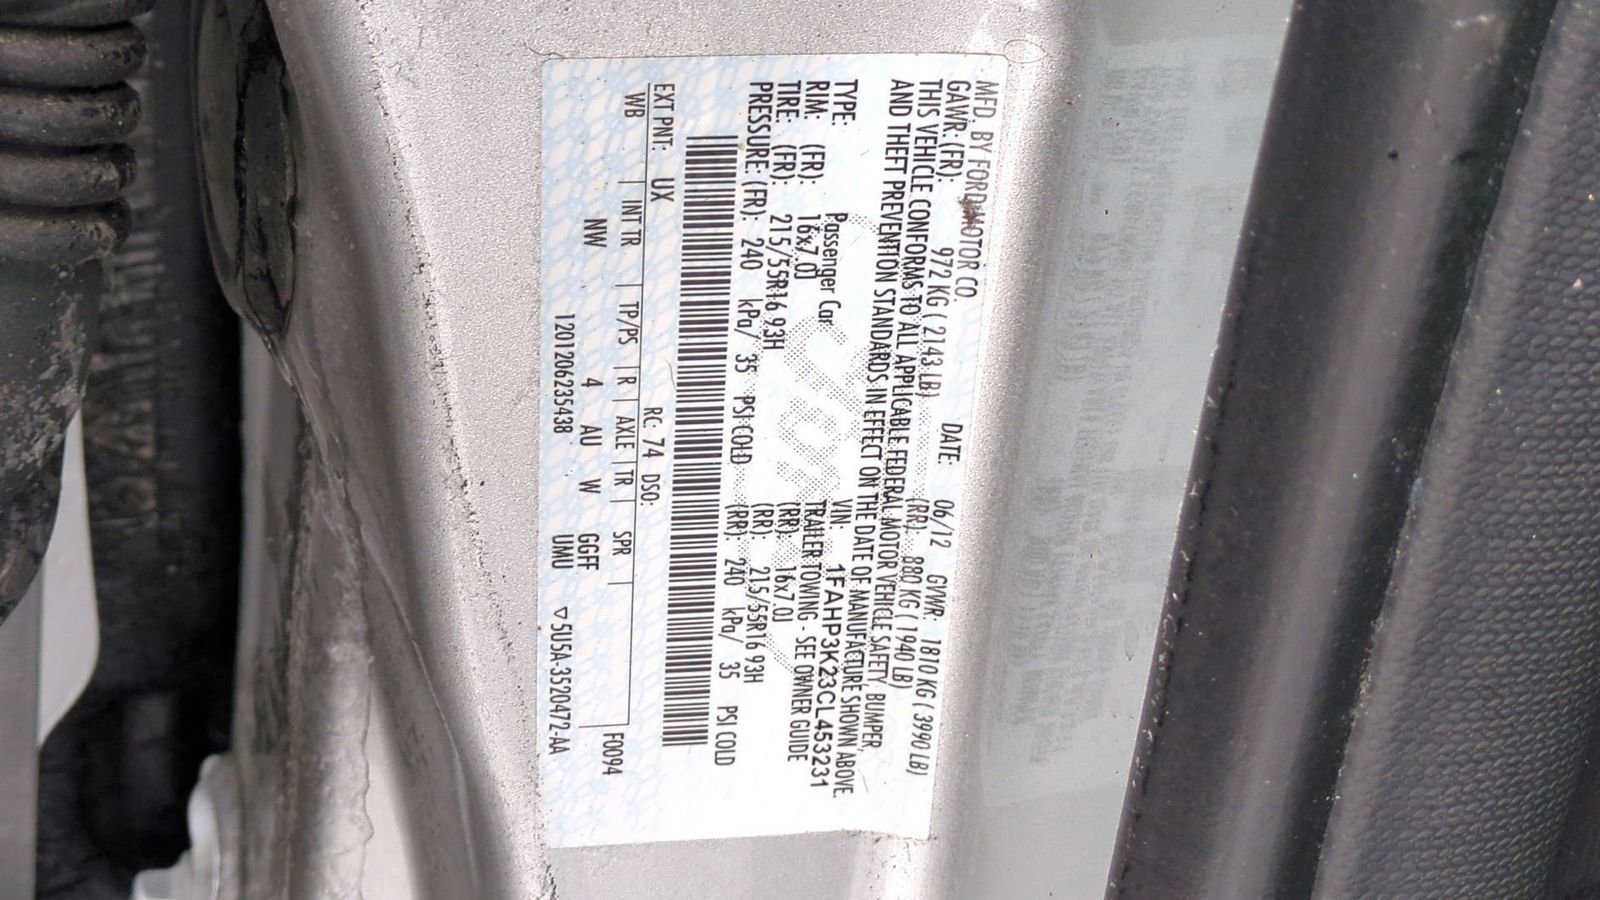 MFD. BY FORD MOTOR CO.
DATE: 06/12 GVWR: 1810 KG ( 3990 LB)
GAWR: (FR): 972 KG ( 2143 LB) (RR): 880 KG ( 1940 LB)
THIS VEHICLE CONFORMS TO ALL APPLICABLE FEDERAL MOTOR VEHICLE SAFETY, BUMPER,
AND THEFT PREVENTION STANDARDS IN EFFECT ON THE DATE OF MANUFACTURE SHOWN ABOVE.
VIN: 1FAHP3K23CL453231
TYPE: Passenger Car TRAILER TOWING - SEE OWNER GUIDE
RIM: (FR): 16x7.0J (RR): 16x7.0J
TIRE: (FR): 215/55R16 93H (RR): 215/55R16 93H
PRESSURE: (FR): 240 kPa/ 35 PSI COLD (RR): 240 kPa/ 35 PSI COLD
EXT PNT: UX RC: 74 DSO: F0094
WB INT TR TP/PS R AXLE TR SPR
NW 4 AU W GGFF
120120623543​8 UMU ▽5U5A-3520472-AA